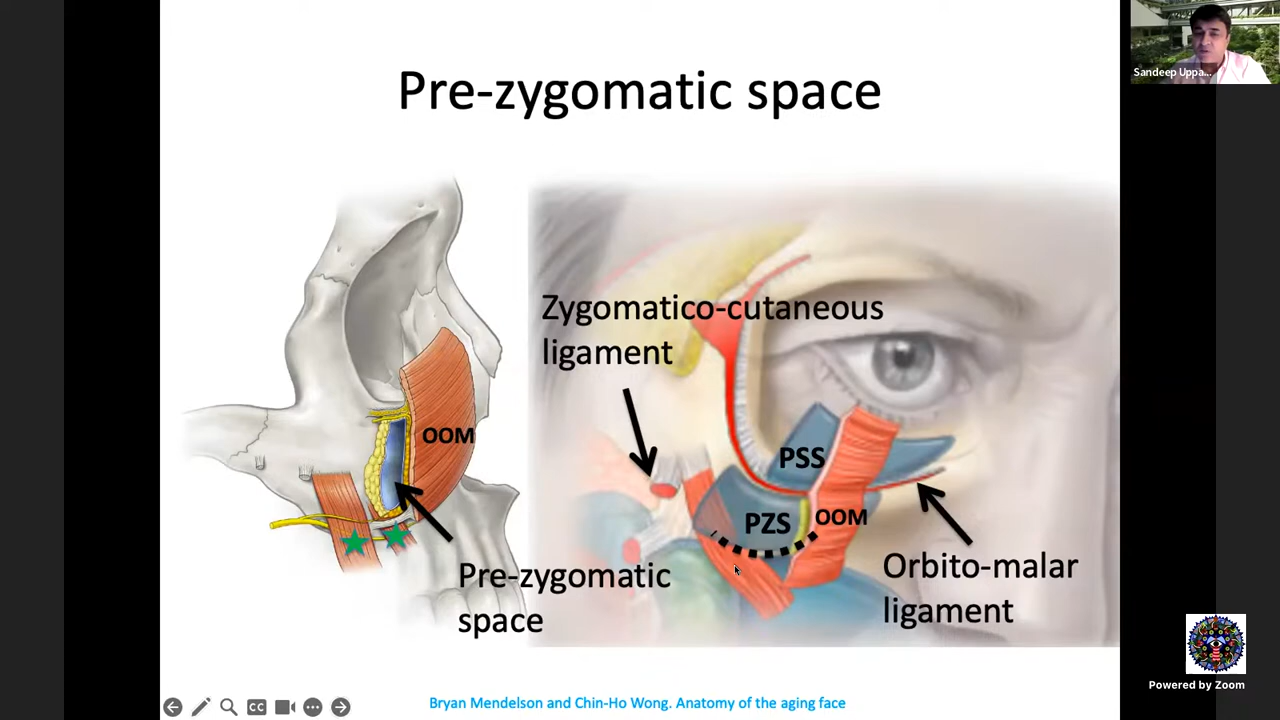 Pre-zygomatic space
Sandeep Uppa...
Zygomatico-cutaneous
ligament
OOM
PSS
PZS
OOM
Pre-zygomatic
space
Orbito-malar
ligament
CC
Powered by Zoom
Bryan Mendelson and Chin-Ho Wong. Anatomy of the aging face